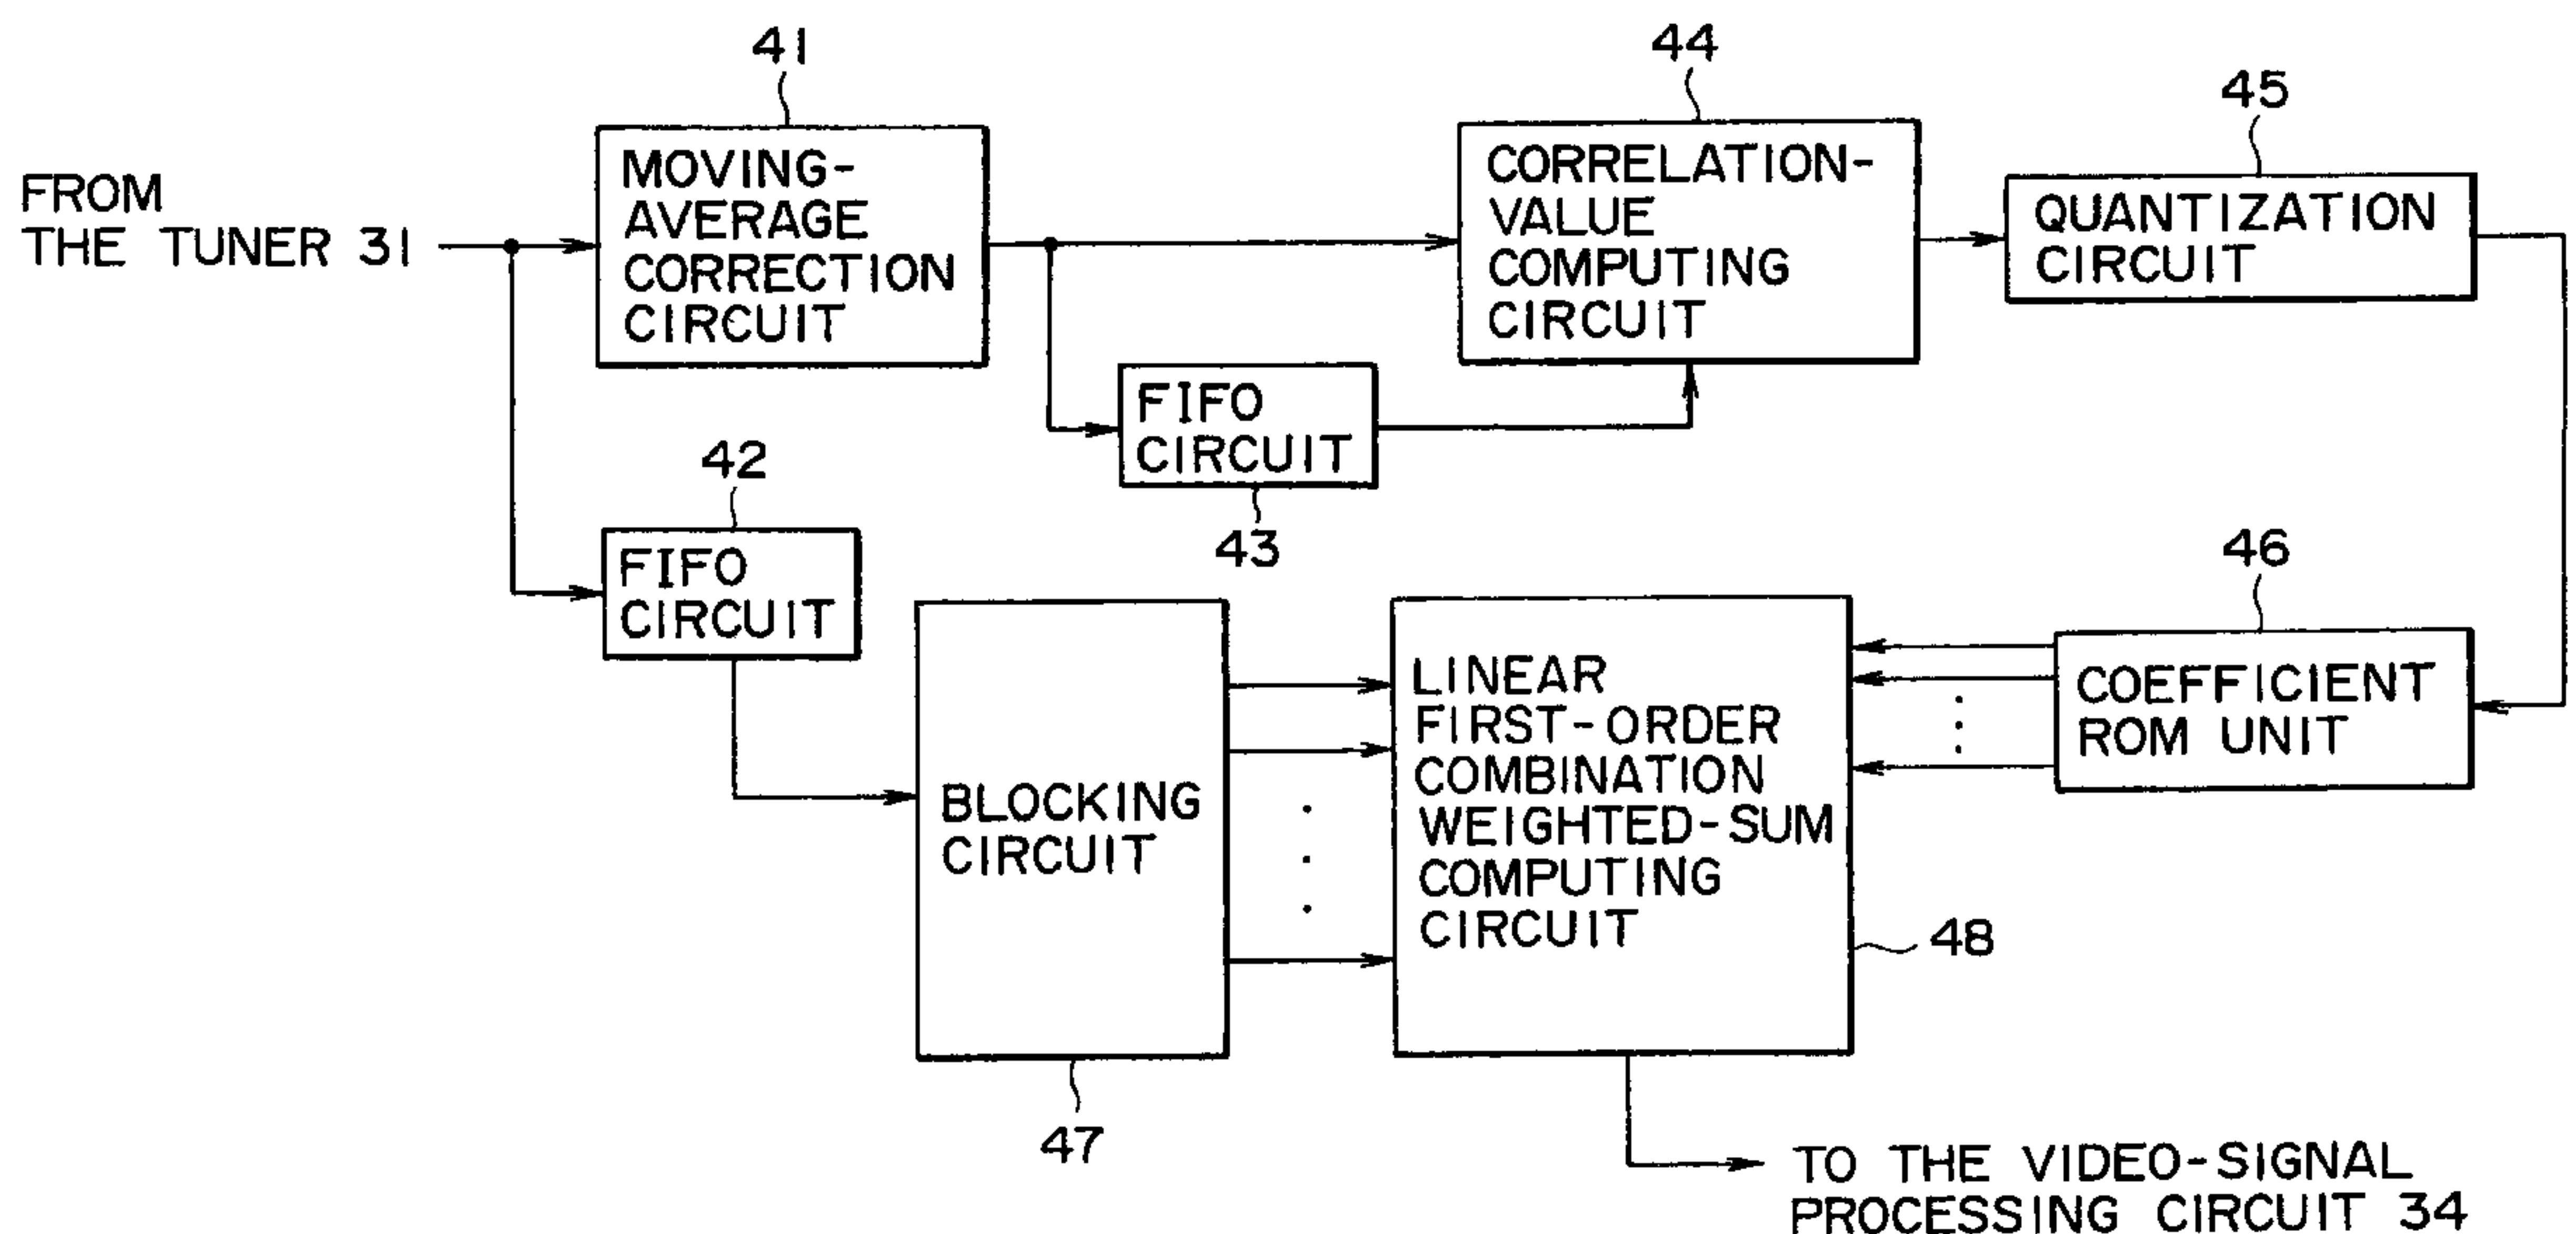 41
44
45
FROM
THE TUNER 31
MOVING-
AVERAGE
CORRECTION
CIRCUIT
CORRELATION-
VALUE
COMPUTING
CIRCUIT
QUANTIZATION
CIRCUIT
FIFO
CIRCUIT
43
42
FIFO
CIRCUIT
46
COEFFICIENT
ROM UNIT
BLOCKING
CIRCUIT
47
LINEAR
FIRST-ORDER
COMBINATION
WEIGHTED-SUM
COMPUTING
CIRCUIT
48
TO THE VIDEO-SIGNAL
PROCESSING CIRCUIT 34